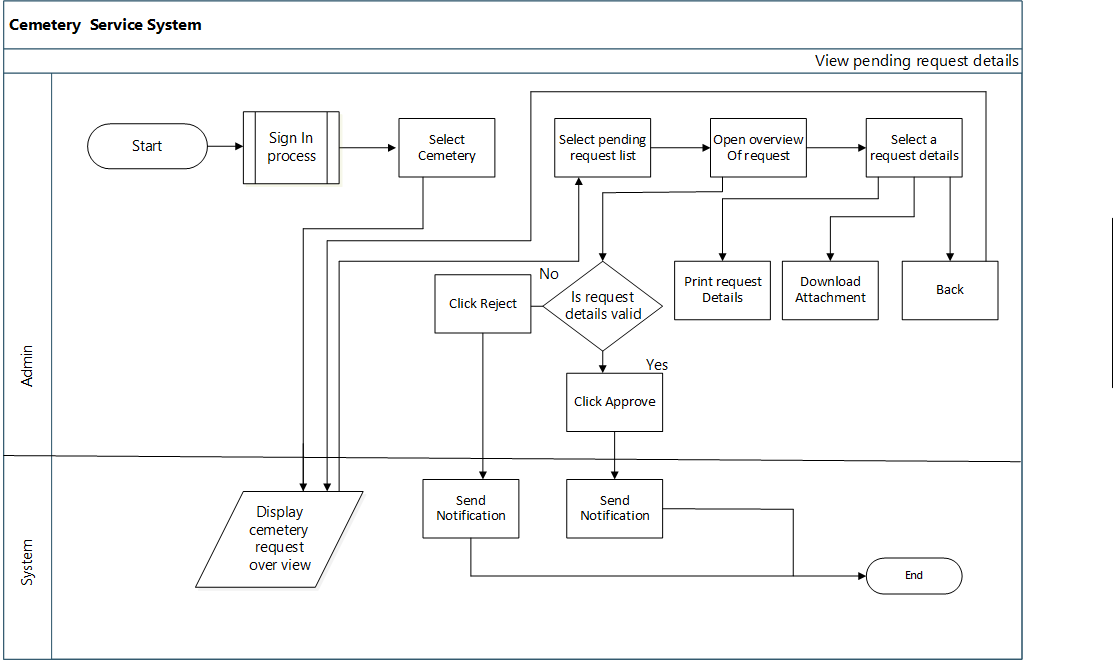 Cemetery  Service System
View pending request details
Start
Sign In
process
Select
Cemetery
Select pending
request list
Open overview
Of request
Select a
request details
No
Click Reject
Is request
details valid
Print request
Details
Download
Attachment
Back
Yes
Click Approve
Admin
Display
cemetery
request
over view
Send
Notification
Send
Notification
End
System